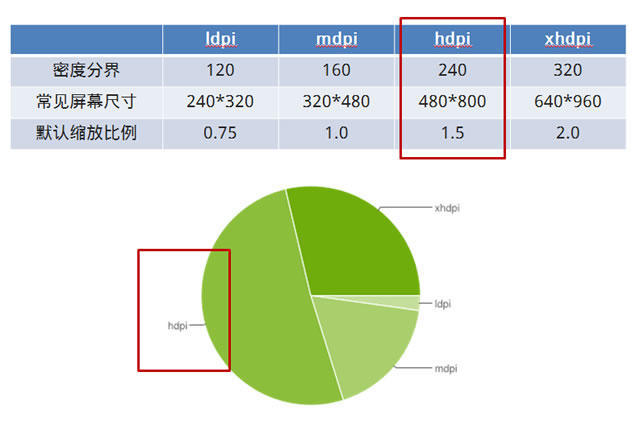 ldpi mdpi hdpi xhdpi
密度分界 120 160 240 320
常见屏幕尺寸 240*320 320*480 480*800 640*960
默认缩放比例 0.75 1.0 1.5 2.0
xhdpi
ldpi
hdpi
mdpi